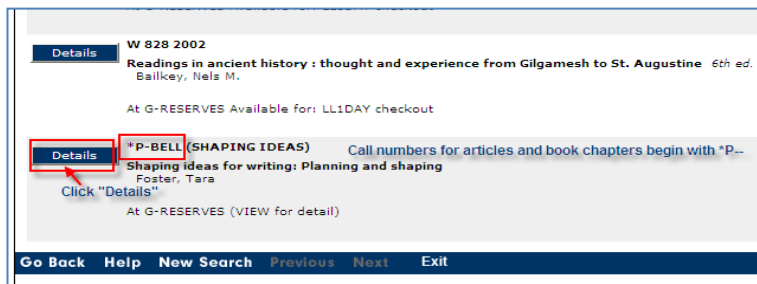 Details
W 828 2002
Readings in ancient history : thought and experience from Gilgamesh to St. Augustine 6th ed.
Bailkey, Nels M.
At G-RESERVES Available for: LL1DAY checkout
Details
*P-BELL (SHAPING IDEAS)
Call numbers for articles and book chapters begin with *P--
Shaping ideas for writing: Planning and shaping
Foster, Tara
Click "Details"
At G-RESERVES (VIEW for detail)
Go Back Help New Search Previous Next Exit